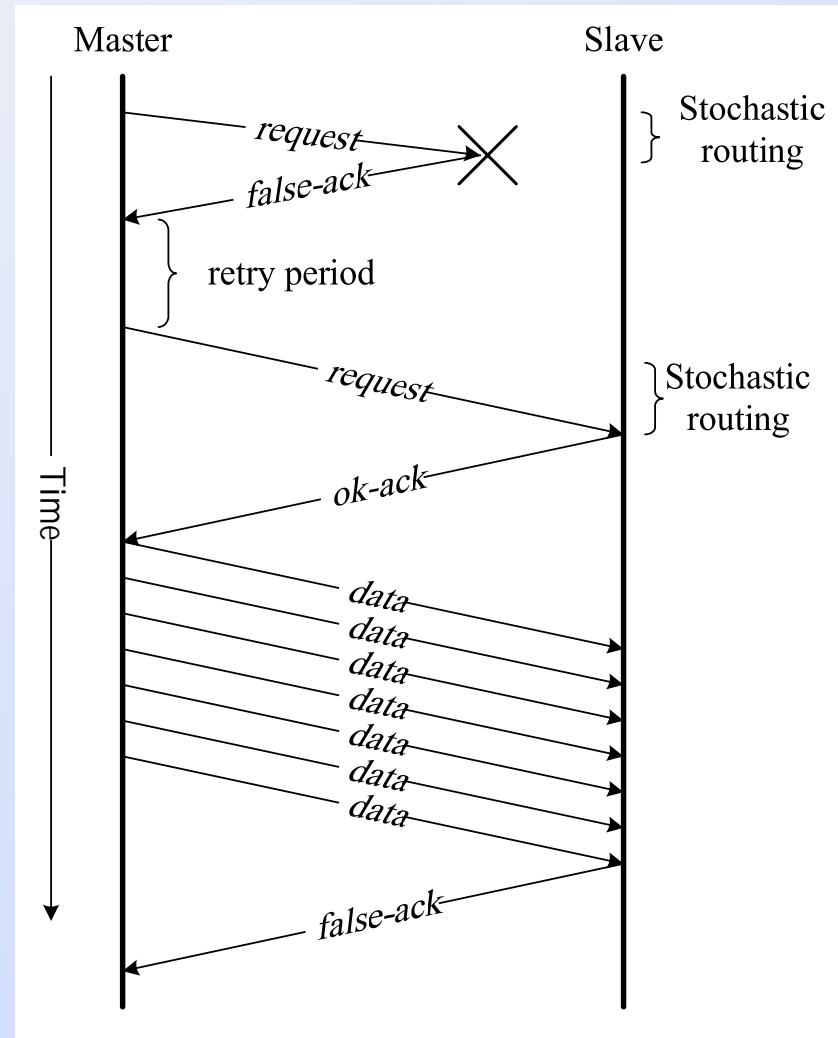 Master
Slave
Stochastic
routing
request
false-ack
retry period
request
Stochastic
routing
ok-ack
Time
data
data
data
data
data
data
data
false-ack